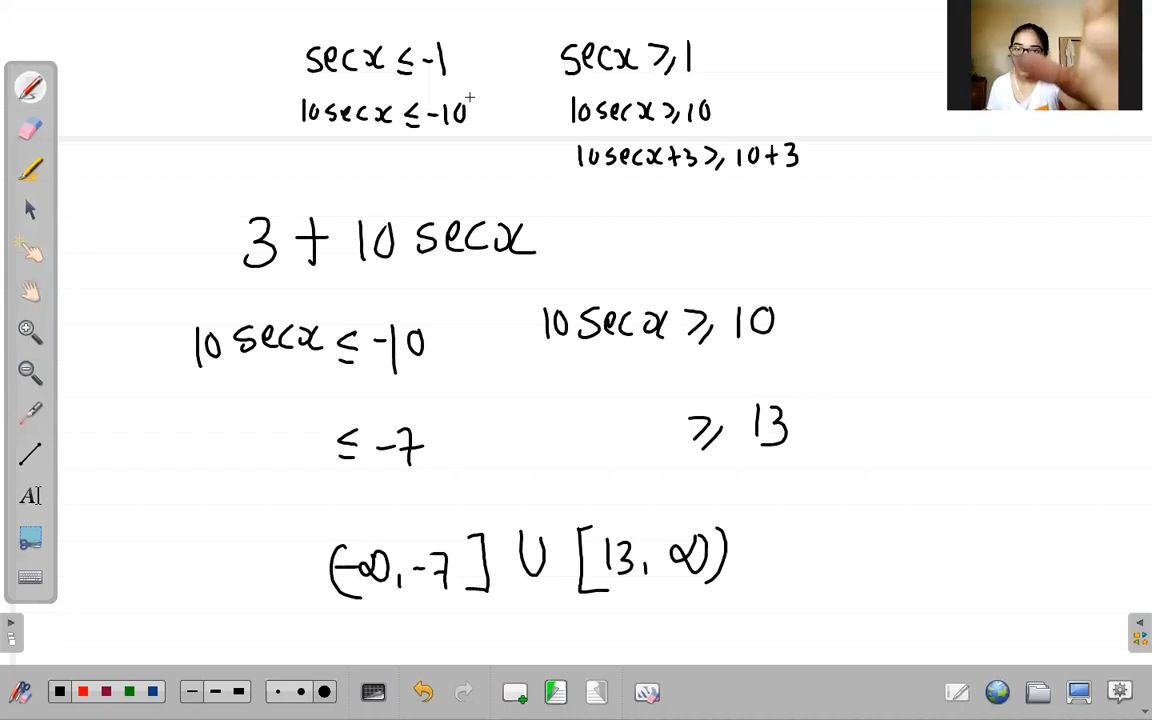 secx ≤ -1 secx ⩾ 1
10secx ≤ -10 10secx ⩾ 10
10secx+3 ⩾ 10+3
3 + 10 secx
10 secx ≤ -10 10 secx ⩾ 10
≤ -7 ⩾ 13
(-∞, -7] ∪ [13, ∞)
A